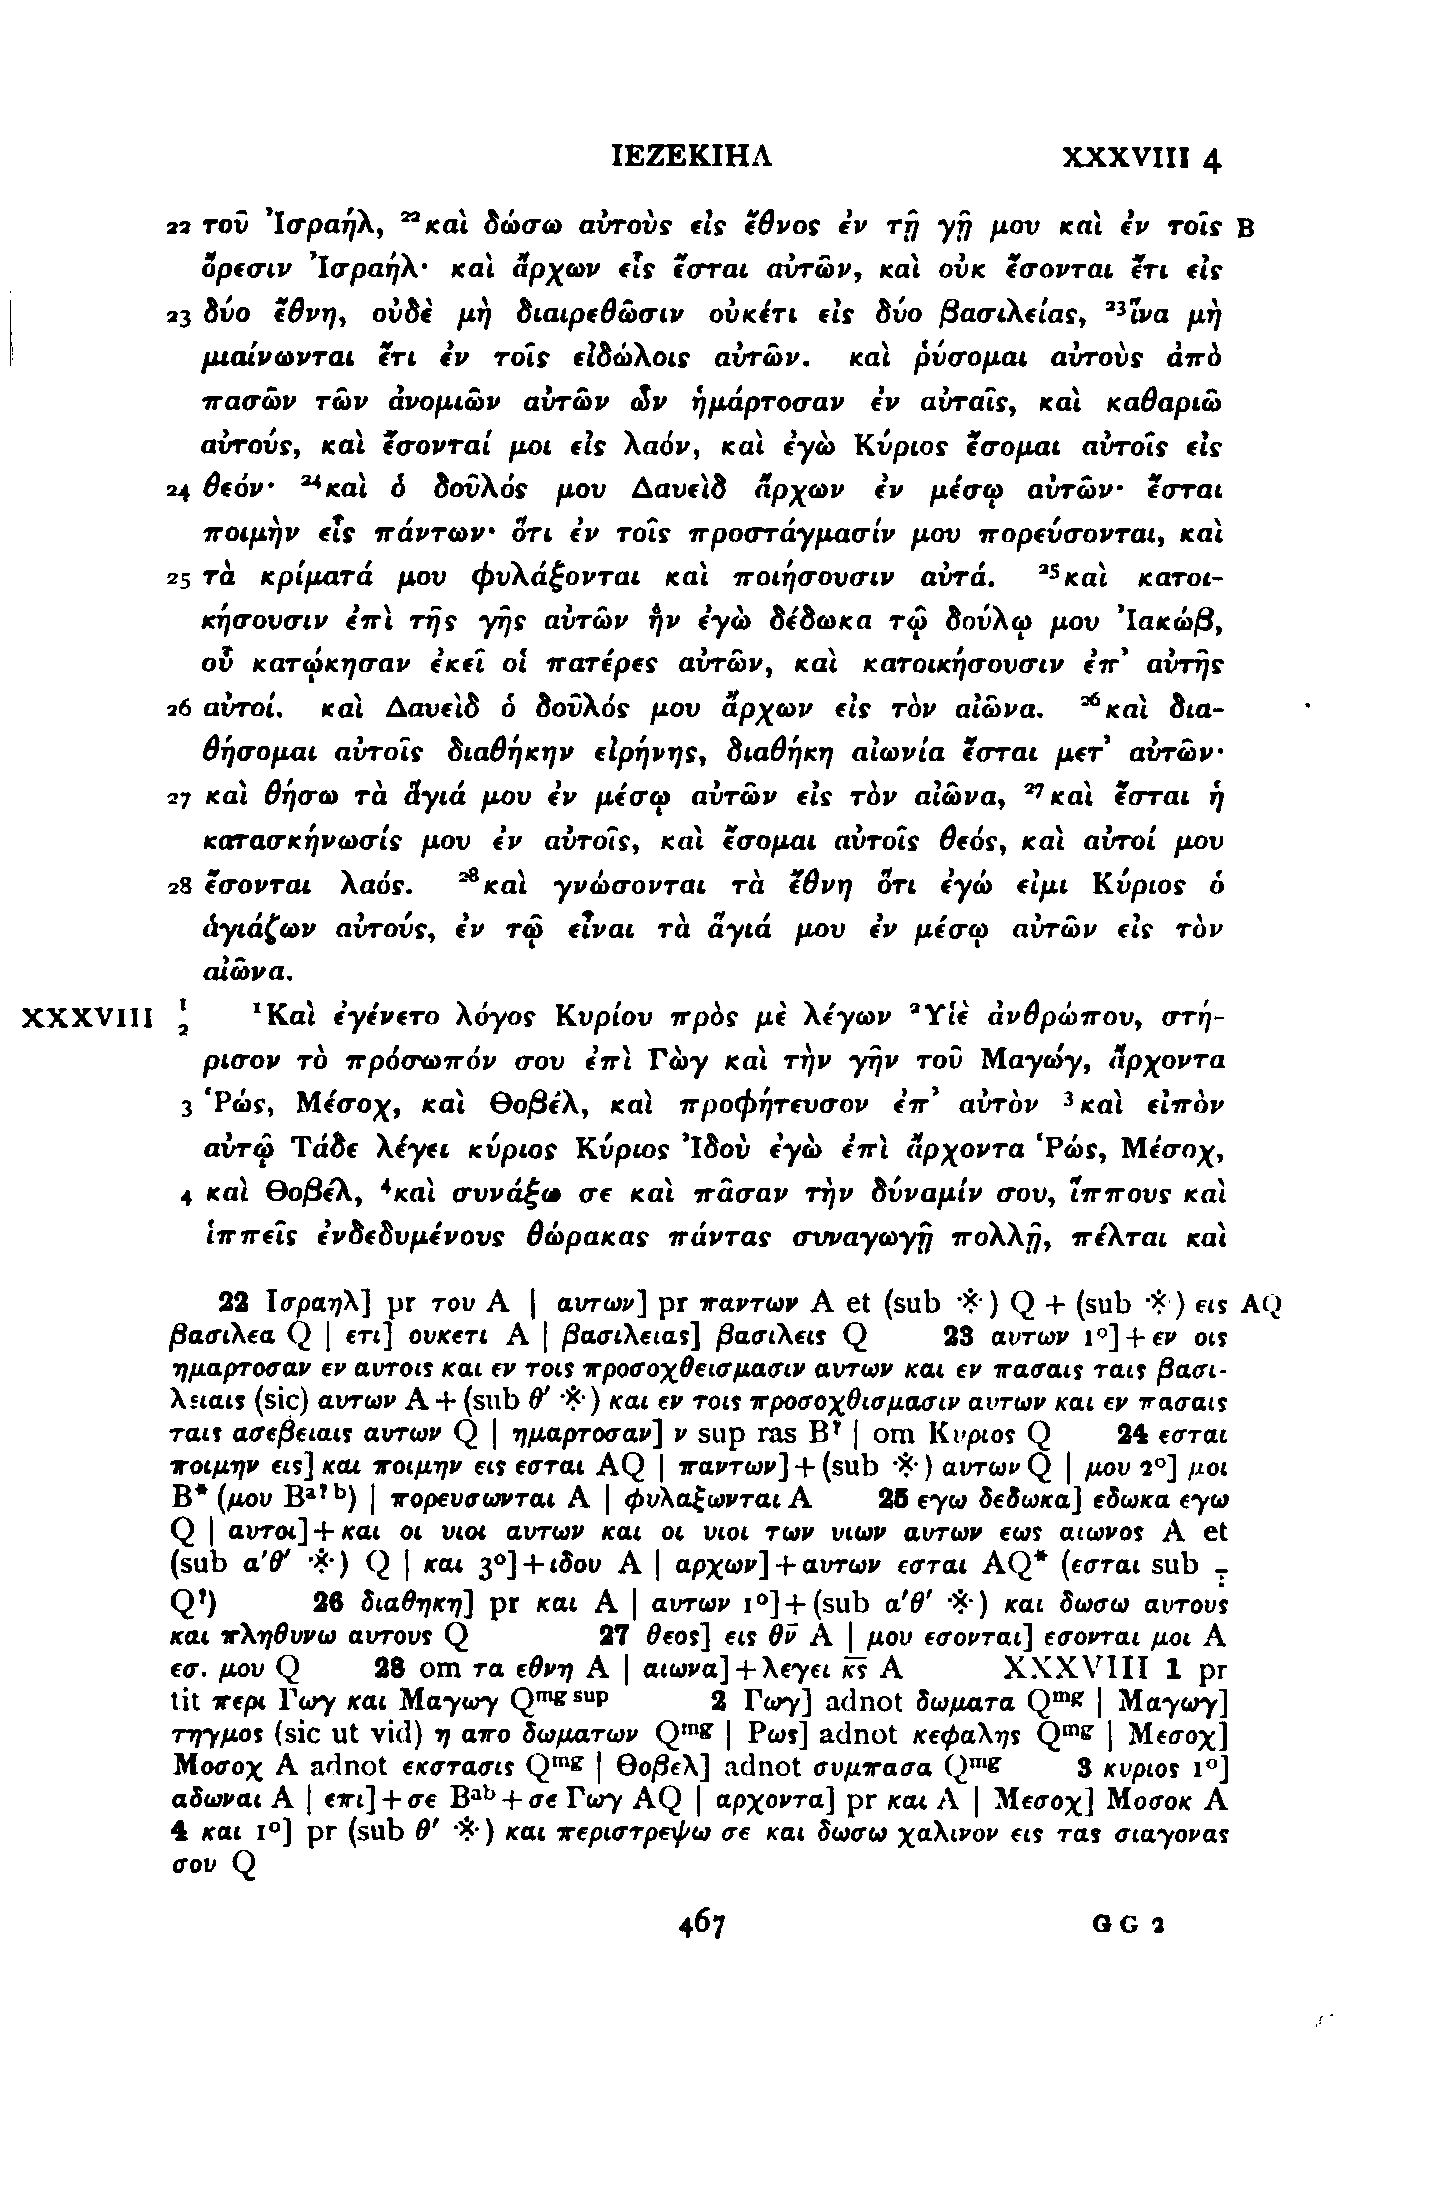 ΙΕΖΕΚΙΗΛ XXXVIII 4
22 τοῦ Ἰσραήλ, ²²καὶ δώσω αὐτοὺς εἰς ἔθνος ἐν τῇ γῇ μου καὶ ἐν τοῖς B
ὄρεσιν Ἰσραήλ· καὶ ἄρχων εἷς ἔσται αὐτῶν, καὶ οὐκ ἔσονται ἔτι εἰς
23 δύο ἔθνη, οὐδὲ μὴ διαιρεθῶσιν οὐκέτι εἰς δύο βασιλείας, ²³ἵνα μὴ
μιαίνωνται ἔτι ἐν τοῖς εἰδώλοις αὐτῶν. καὶ ῥύσομαι αὐτοὺς ἀπὸ
πασῶν τῶν ἀνομιῶν αὐτῶν ὧν ἡμάρτοσαν ἐν αὐταῖς, καὶ καθαριῶ
αὐτούς, καὶ ἔσονταί μοι εἰς λαόν, καὶ ἐγὼ Κύριος ἔσομαι αὐτοῖς εἰς
24 θεόν· ²⁴καὶ ὁ δοῦλός μου Δαυεὶδ ἄρχων ἐν μέσῳ αὐτῶν· ἔσται
ποιμὴν εἷς πάντων· ὅτι ἐν τοῖς προστάγμασίν μου πορεύσονται, καὶ
25 τὰ κρίματά μου φυλάξονται καὶ ποιήσουσιν αὐτά. ²⁵καὶ κατοι-
κήσουσιν ἐπὶ τῆς γῆς αὐτῶν ἣν ἐγὼ δέδωκα τῷ δούλῳ μου Ἰακώβ,
οὗ κατῴκησαν ἐκεῖ οἱ πατέρες αὐτῶν, καὶ κατοικήσουσιν ἐπ' αὐτῆς
26 αὐτοί. καὶ Δαυεὶδ ὁ δοῦλός μου ἄρχων εἰς τὸν αἰῶνα. ²⁶καὶ δια-
θήσομαι αὐτοῖς διαθήκην εἰρήνης, διαθήκη αἰωνία ἔσται μετ' αὐτῶν·
27 καὶ θήσω τὰ ἅγιά μου ἐν μέσῳ αὐτῶν εἰς τὸν αἰῶνα, ²⁷καὶ ἔσται ἡ
κατασκήνωσίς μου ἐν αὐτοῖς, καὶ ἔσομαι αὐτοῖς θεός, καὶ αὐτοί μου
28 ἔσονται λαός. ²⁸καὶ γνώσονται τὰ ἔθνη ὅτι ἐγώ εἰμι Κύριος ὁ
ἁγιάζων αὐτούς, ἐν τῷ εἶναι τὰ ἅγιά μου ἐν μέσῳ αὐτῶν εἰς τὸν
αἰῶνα.
XXXVIII 1 2 ¹Καὶ ἐγένετο λόγος Κυρίου πρὸς μὲ λέγων ²Υἱὲ ἀνθρώπου, στή-
ρισον τὸ πρόσωπόν σου ἐπὶ Γὼγ καὶ τὴν γῆν τοῦ Μαγώγ, ἄρχοντα
3 Ῥώς, Μέσοχ, καὶ Θοβέλ, καὶ προφήτευσον ἐπ' αὐτὸν ³καὶ εἰπὸν
αὐτῷ Τάδε λέγει κύριος Κύριος Ἰδοὺ ἐγὼ ἐπὶ ἄρχοντα Ῥώς, Μέσοχ,
4 καὶ Θοβέλ, ⁴καὶ συνάξω σε καὶ πᾶσαν τὴν δύναμίν σου, ἵππους καὶ
ἱππεῖς ἐνδεδυμένους θώρακας πάντας συναγωγῇ πολλῇ, πέλται καὶ
22 Ισραηλ] pr του A | αυτων] pr παντων A et (sub ※) Q + (sub ※) εις AQ
βασιλεα Q | ετι] ουκετι A | βασιλειας] βασιλεις Q 23 αυτων 1º]+εν οις
ημαρτοσαν εν αυτοις και εν τοις προσοχθεισμασιν αυτων και εν πασαις ταις βασι-
λειαις (sic) αυτων A + (sub θ' ※) και εν τοις προσοχθισμασιν αυτων και εν πασαις
ταις ασεβειαις αυτων Q | ημαρτοσαν] ν sup ras B? | om Κυριος Q 24 εσται
ποιμην εις] και ποιμην εις εσται AQ | παντων]+(sub ※) αυτων Q | μου 2º] μοι
B* (μου Bª?ᵇ) | πορευσωνται A | φυλαξωνται A 25 εγω δεδωκα] εδωκα εγω
Q | αυτοι]+και οι υιοι αυτων και οι υιοι των υιων αυτων εως αιωνος A et
(sub α'θ' ※) Q | και 3º]+ιδου A | αρχων]+αυτων εσται AQ* (εσται sub ÷
Q?) 26 διαθηκη] pr και A | αυτων 1º]+(sub α'θ' ※) και δωσω αυτους
και πληθυνω αυτους Q 27 θεος] εις θν̅ A | μου εσονται] εσονται μοι A
εσ. μου Q 28 om τα εθνη A | αιωνα]+λεγει κ̅ς̅ A XXXVIII 1 pr
tit περι Γωγ και Μαγωγ Qᵐᵍ ˢᵘᵖ 2 Γωγ] adnot δωματα Qᵐᵍ | Μαγωγ]
τηγμος (sic ut vid) η απο δωματων Qᵐᵍ | Ρως] adnot κεφαλης Qᵐᵍ | Μεσοχ]
Μοσοχ A adnot εκστασις Qᵐᵍ | Θοβελ] adnot συμπασα Qᵐᵍ 3 κυριος 1º]
αδωναι A | επι]+σε Bªᵇ+σε Γωγ AQ | αρχοντα] pr και A | Μεσοχ] Μοσοκ A
4 και 1º] pr (sub θ' ※) και περιστρεψω σε και δωσω χαλινον εις τας σιαγονας
σου Q
467 GG 2